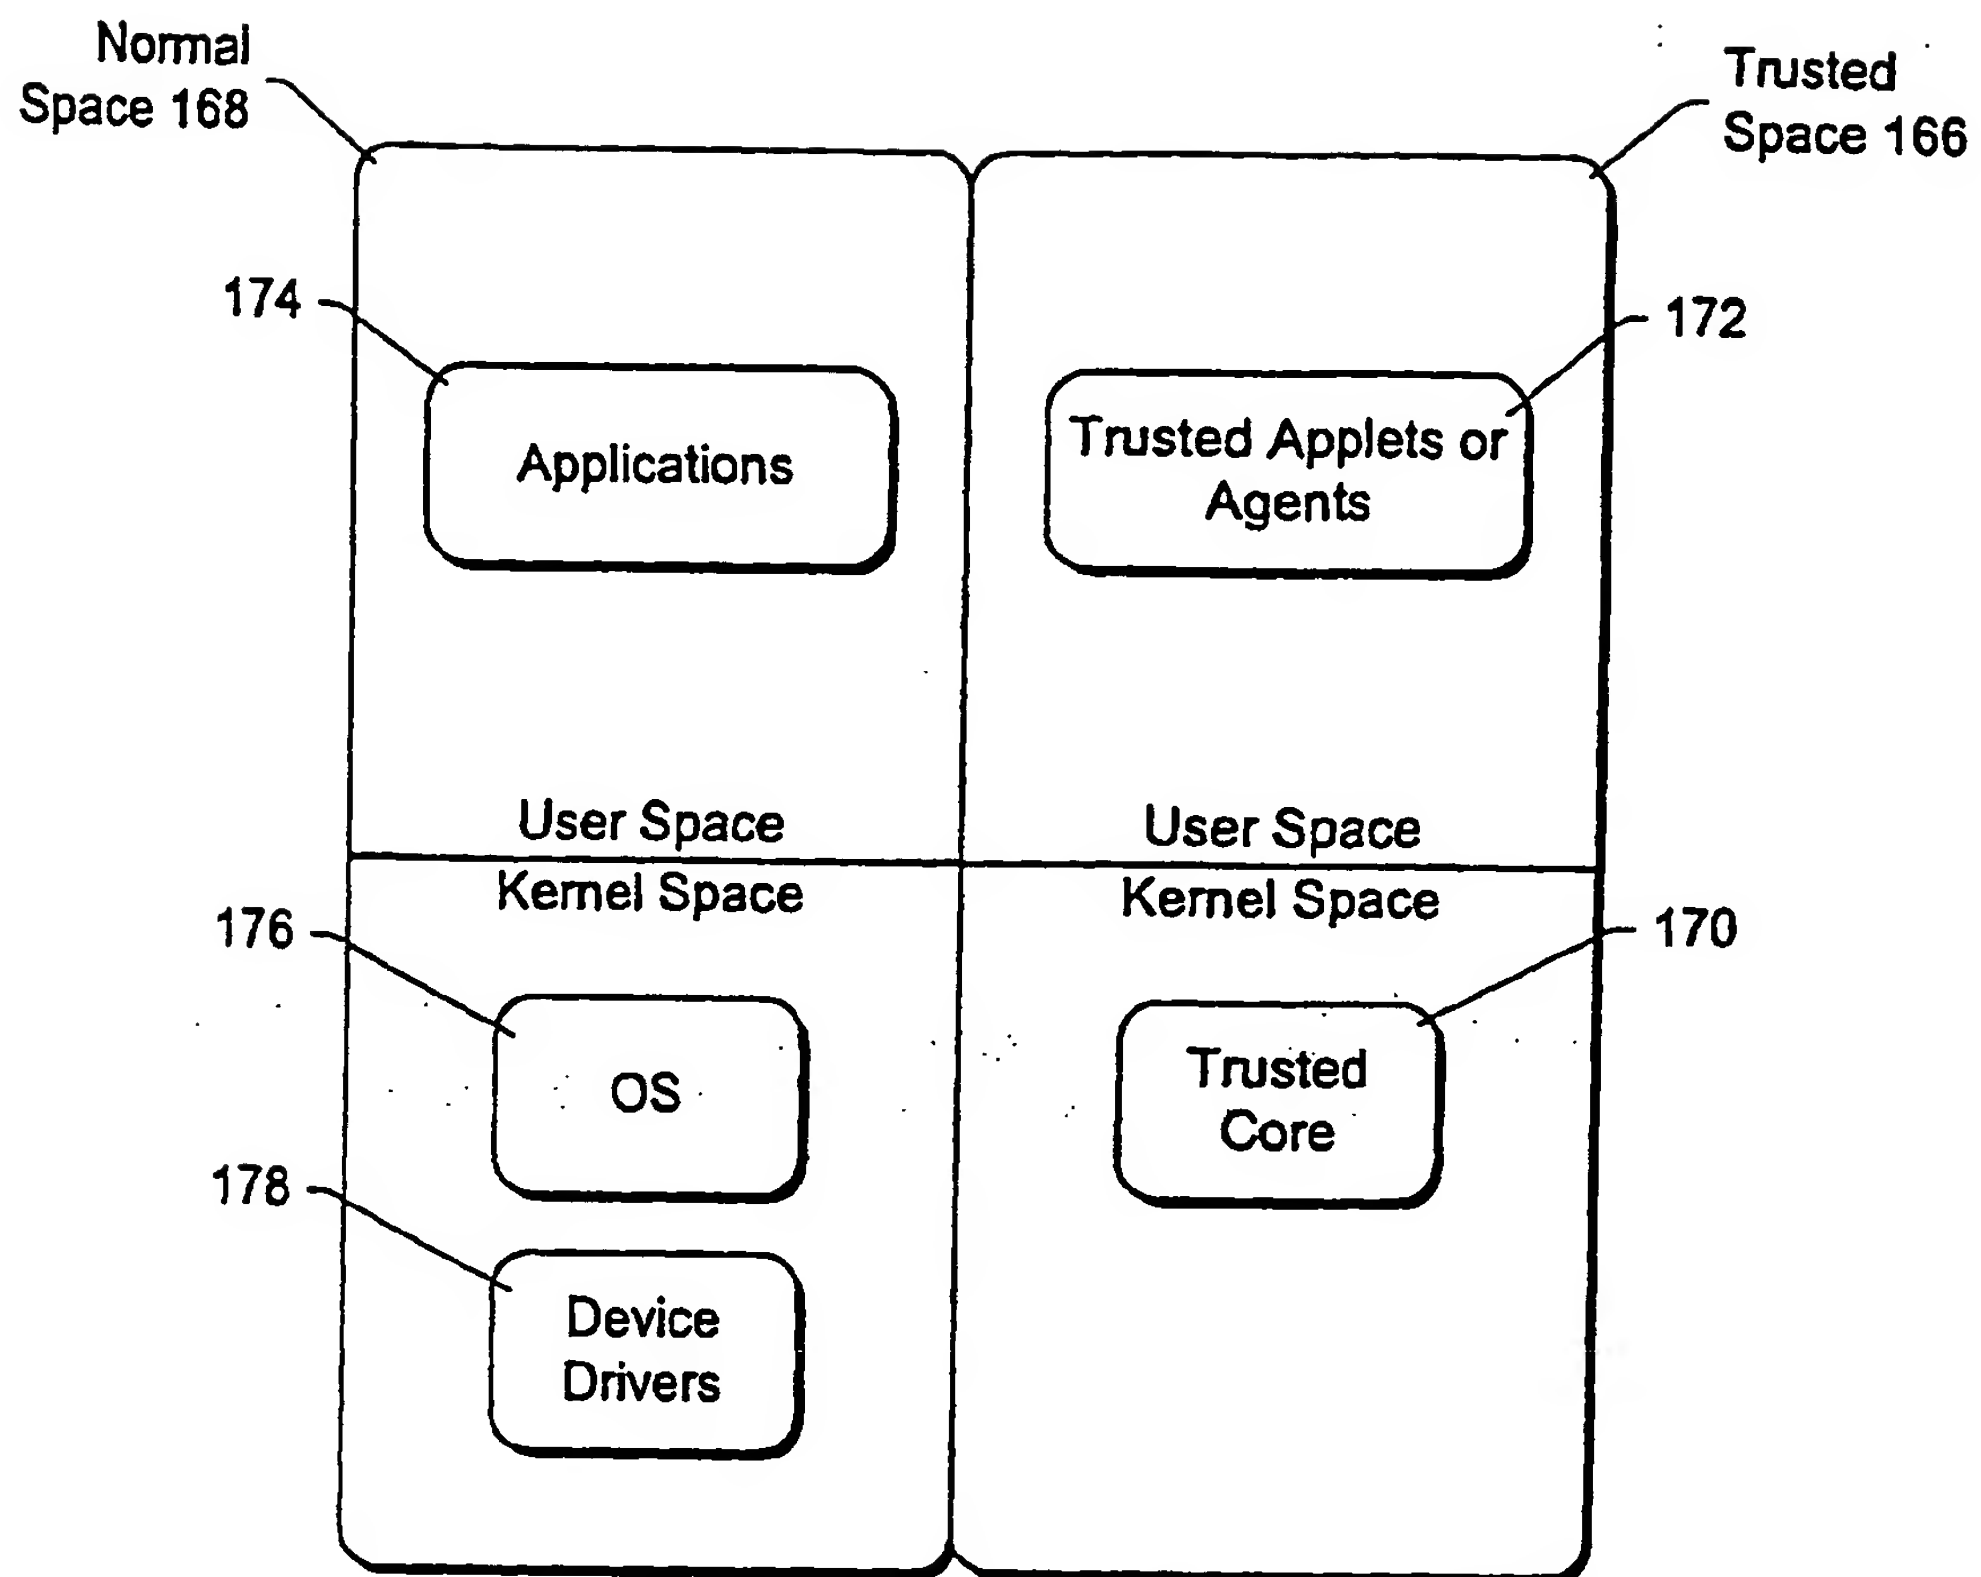 Normal
Space 168
Trusted
Space 166
174
172
Applications
Trusted Applets or
Agents
User Space
User Space
Kernel Space
Kernel Space
176
170
OS
Trusted
Core
178
Device
Drivers